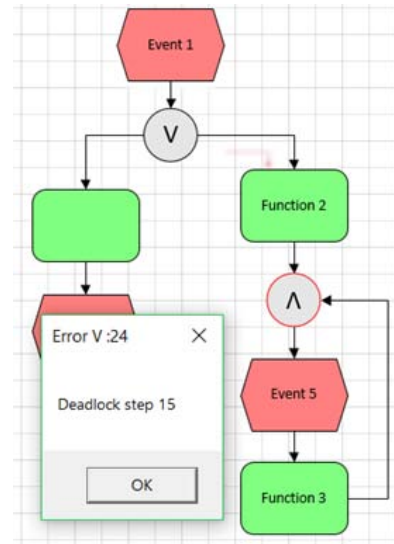 Event 1
V
Function 2
Λ
Error V :24
Deadlock step 15
OK
Event 5
Function 3